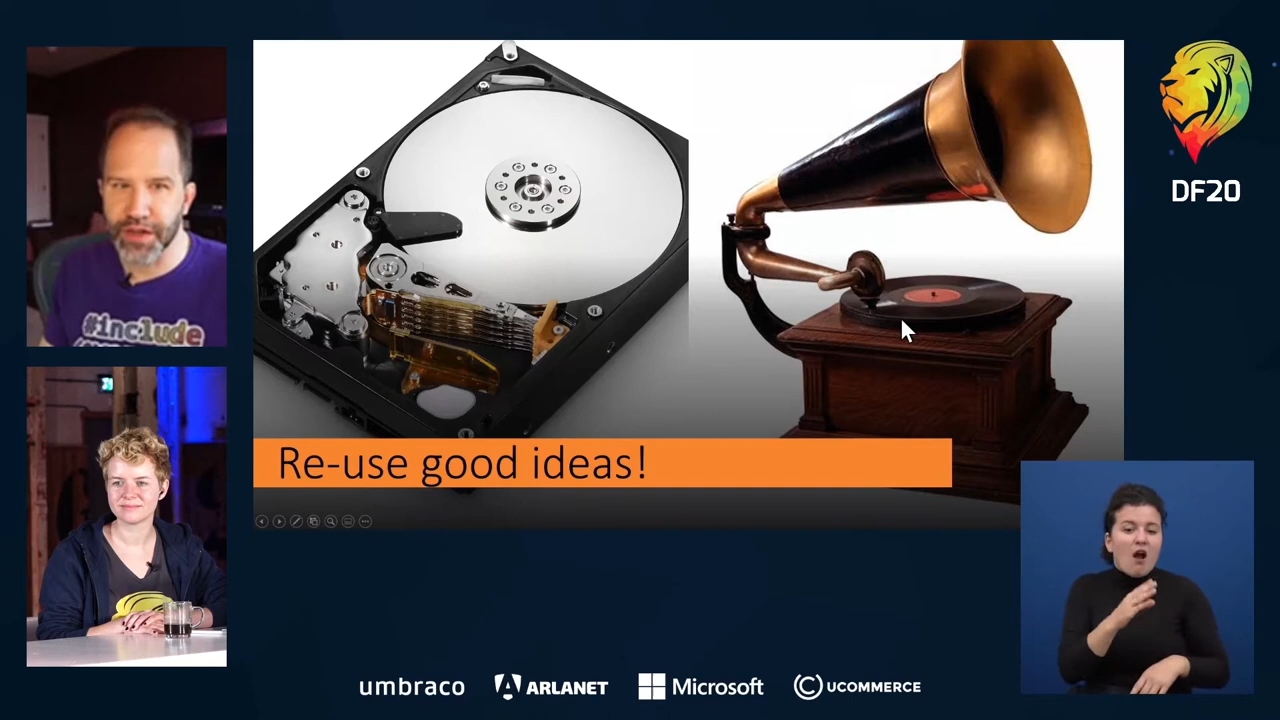 DF20
#include
Re-use good ideas!
umbraco
ARLANET
Microsoft
UCOMMERCE